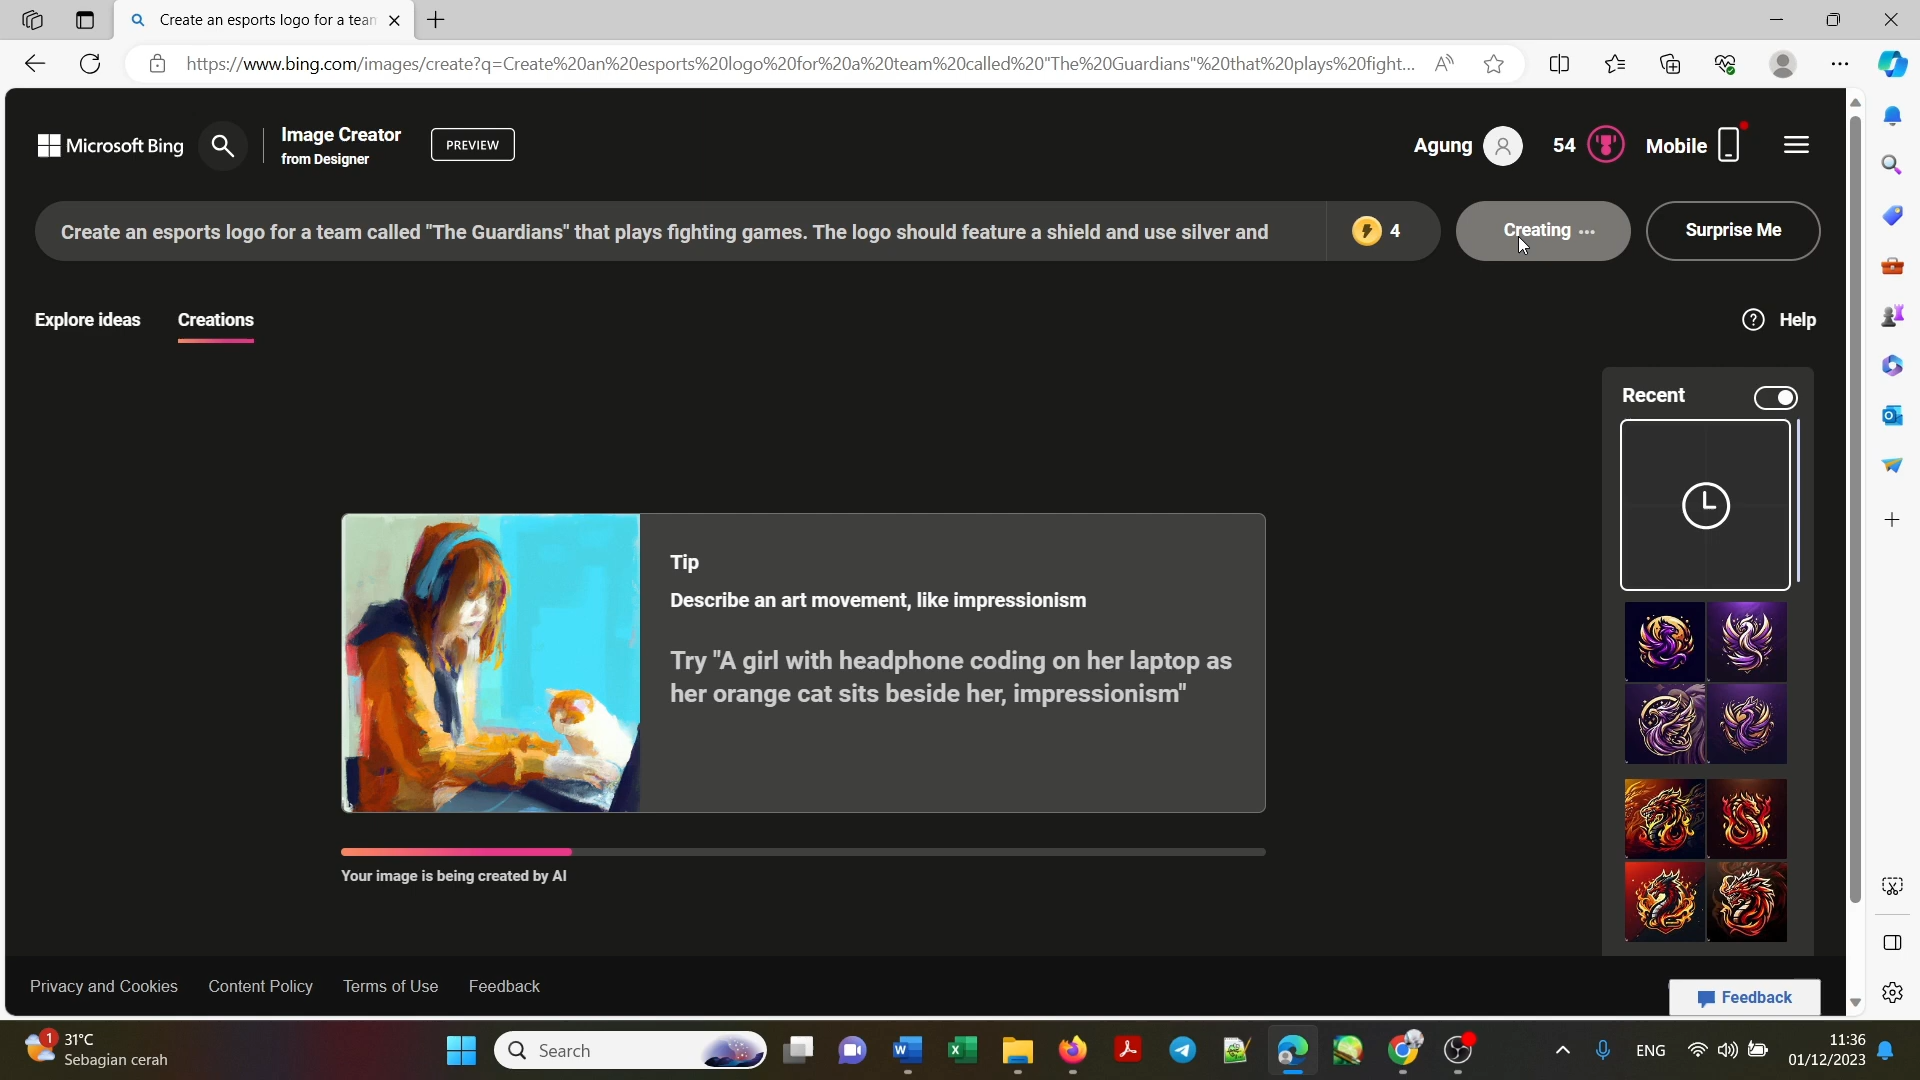 Create an esports logo for a tean
https://www.bing.com/images/create?q=Create%20an%20esports%20logo%20for%20a%20team%20called%20"The%20Guardians"%20that%20plays%20fight...
Microsoft Bing
Image Creator
from Designer
PREVIEW
Agung
54
Mobile
Create an esports logo for a team called "The Guardians" that plays fighting games. The logo should feature a shield and use silver and
4
Creating ...
Surprise Me
Explore ideas
Creations
Help
Recent
Tip
Describe an art movement, like impressionism
Try "A girl with headphone coding on her laptop as
her orange cat sits beside her, impressionism"
Your image is being created by AI
Privacy and Cookies
Content Policy
Terms of Use
Feedback
Feedback
1
31°C
Sebagian cerah
Search
ENG
11:36
01/12/2023